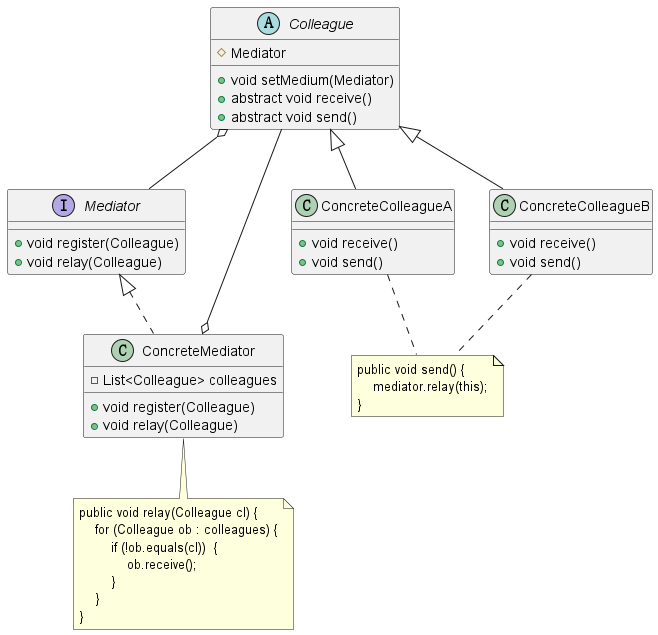 A Colleague
Mediator
void setMedium(Mediator)
abstract void receive()
abstract void send()
I Mediator
void register(Colleague)
void relay(Colleague)
C ConcreteColleagueA
void receive()
void send()
C ConcreteColleagueB
void receive()
void send()
C ConcreteMediator
List<Colleague> colleagues
void register(Colleague)
void relay(Colleague)
public void send() {
mediator.relay(this);
}
public void relay(Colleague cl) {
for (Colleague ob : colleagues) {
if (!ob.equals(cl)) {
ob.receive();
}
}
}